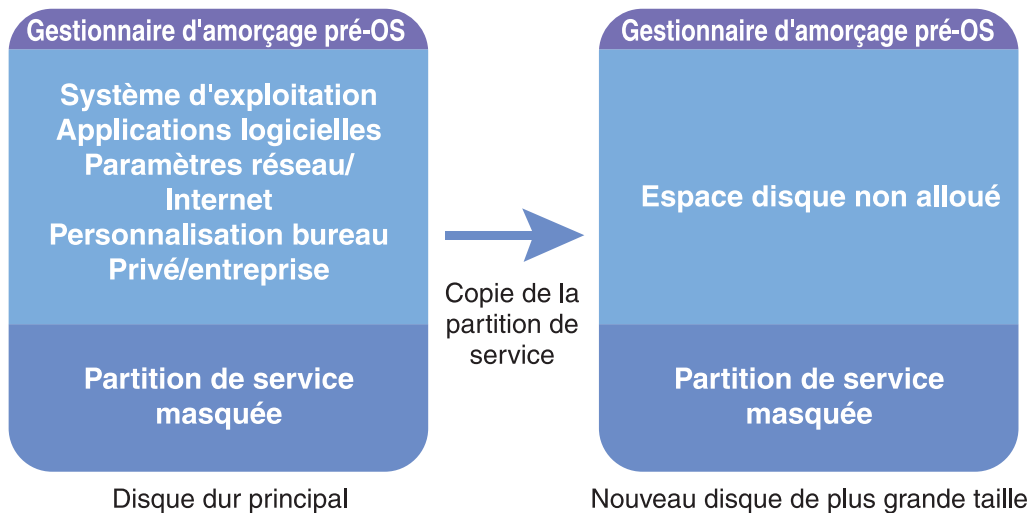 Gestionnaire d'amorçage pré-OS
Système d'exploitation
Applications logicielles
Paramètres réseau/
Internet
Personnalisation bureau
Privé/entreprise
Partition de service
masquée
Disque dur principal
Copie de la
partition de
service
Gestionnaire d'amorçage pré-OS
Espace disque non alloué
Partition de service
masquée
Nouveau disque de plus grande taille